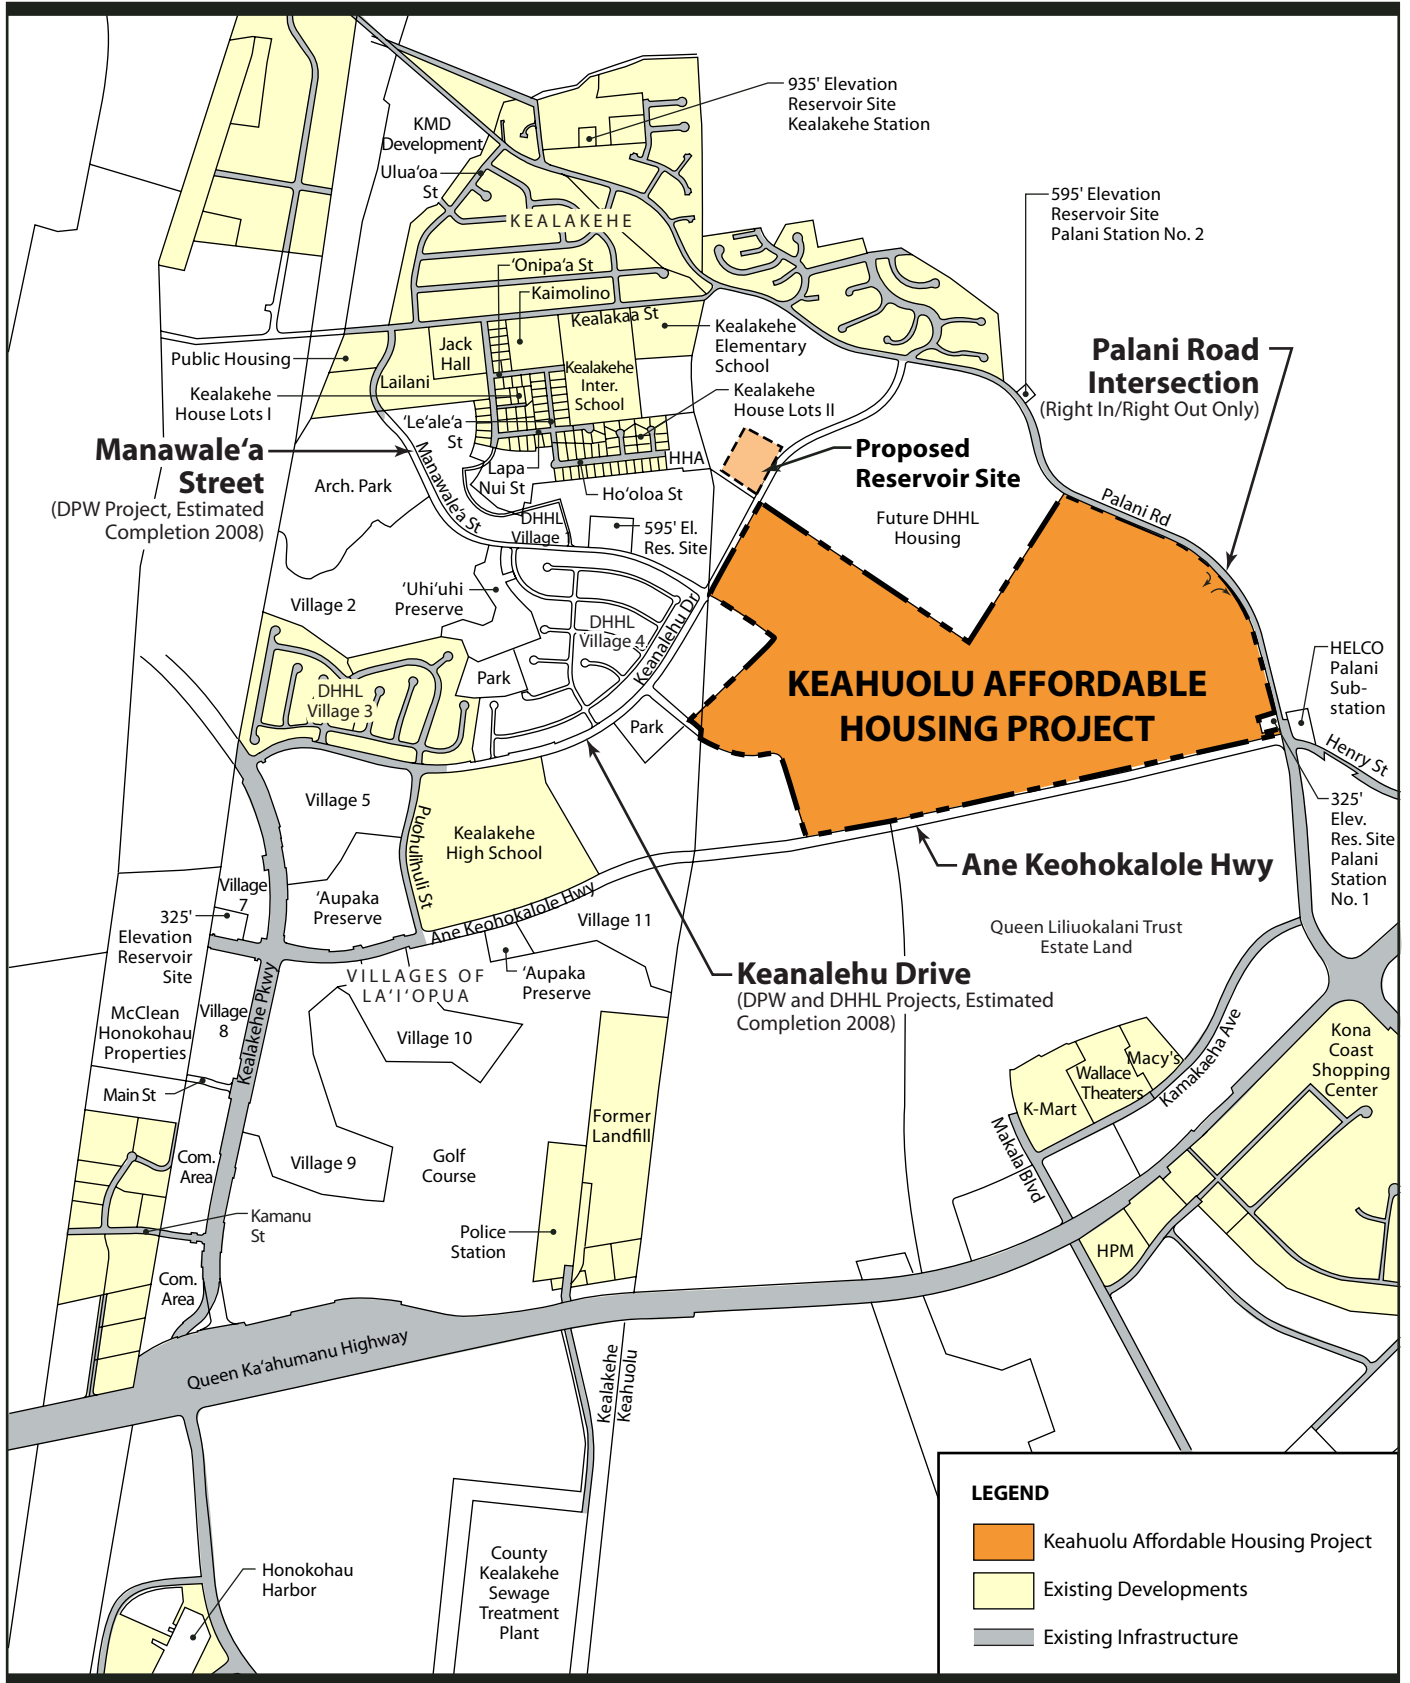 935' Elevation
Reservoir Site
Kealakehe Station
KMD
Development
Ulua‘oa
St
KEALAKEHE
595' Elevation
Reservoir Site
Palani Station No. 2
‘Onipa‘a St
Kaimolino
Kealakaa St
Kealakehe
Elementary
School
Public Housing
Jack
Hall
Lailani
Kealakehe
Inter.
School
Kealakehe
House Lots I
Kealakehe
House Lots II
Palani Road
Intersection
(Right In/Right Out Only)
‘Le‘ale‘a
St
Manawale‘a
Street
(DPW Project, Estimated
Completion 2008)
Manawale‘a St
Lapa
Nui St
HHA
Ho‘oloa St
Proposed
Reservoir Site
Arch. Park
DHHL
Village 1
595' El.
Res. Site
Future DHHL
Housing
Palani Rd
‘Uhi‘uhi
Preserve
Village 2
DHHL
Village 4
Keanalehu Dr
DHHL
Village 3
Park
Park
KEAHUOLU AFFORDABLE
HOUSING PROJECT
HELCO
Palani
Sub-
station
Henry St
Village 5
Puohulihuli St
Kealakehe
High School
325'
Elev.
Res. Site
Palani
Station
No. 1
Ane Keohokalole Hwy
Village
7
‘Aupaka
Preserve
Ane Keohokalole Hwy
Village 11
325'
Elevation
Reservoir
Site
Queen Liliuokalani Trust
Estate Land
VILLAGES OF
LA‘I‘OPUA
‘Aupaka
Preserve
Keanalehu Drive
(DPW and DHHL Projects, Estimated
Completion 2008)
McClean
Honokohau
Properties
Village
8
Kealakehe Pkwy
Village 10
Main St
Kona
Coast
Shopping
Center
Macy's
Wallace
Theaters
K-Mart
Kamakaeha Ave
Makala Blvd
Former
Landfill
Com.
Area
Village 9
Golf
Course
Kamanu
St
Police
Station
HPM
Com.
Area
Queen Ka‘ahumanu Highway
Kealakehe
Keahuolu
Honokohau
Harbor
County
Kealakehe
Sewage
Treatment
Plant
LEGEND
Keahuolu Affordable Housing Project
Existing Developments
Existing Infrastructure